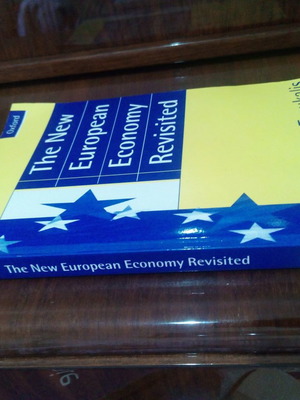 Oxford
The New
European
Economy
Revisited
The New European Economy Revisited